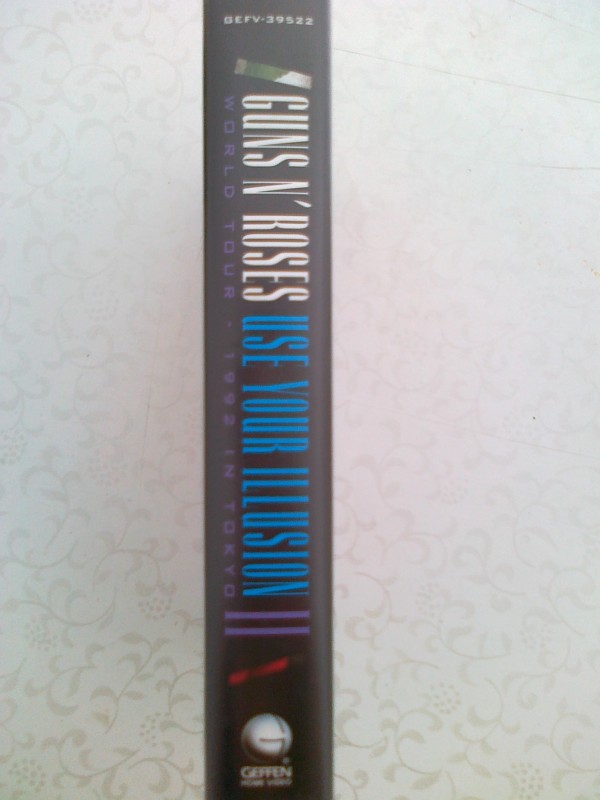 GEFV-39522
GUNS N' ROSES USE YOUR ILLUSION II
WORLD TOUR - 1992 IN TOKYO
GEFFEN
HOME VIDEO